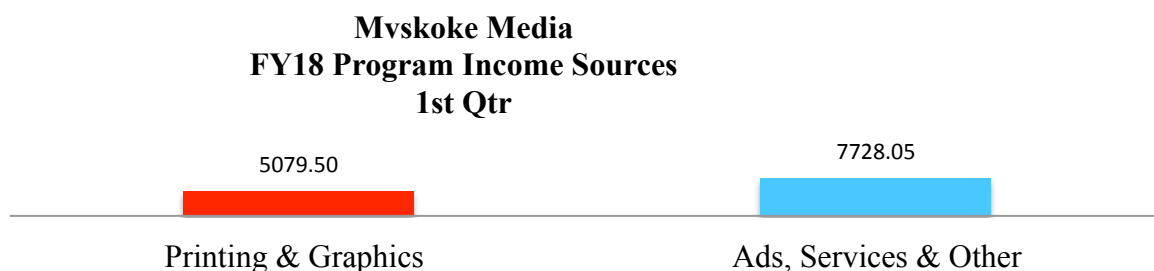 Mvskoke Media
FY18 Program Income Sources
1st Qtr
5079.50
7728.05
Printing & Graphics
Ads, Services & Other